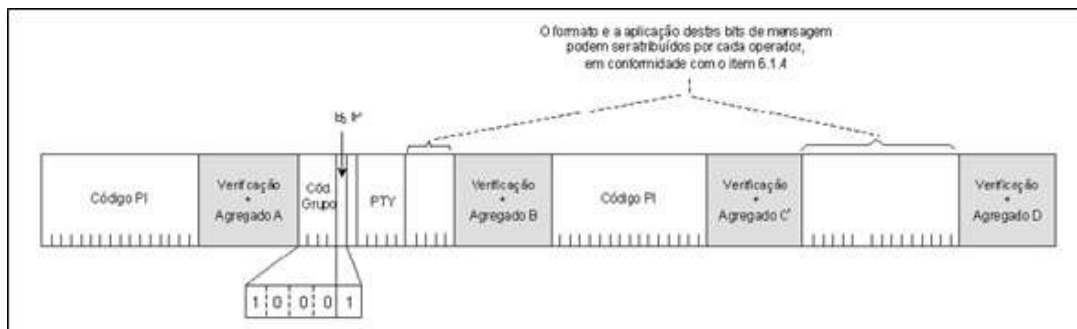 O formato e a aplicação destes bits de mensagem
podem ser atribuídos por cada operador,
em conformidade com o item 6.1.4
Código PI
Verificação
+
Agregado A
Cód.
Grupo
PTY
Verificação
+
Agregado B
Código PI
Verificação
+
Agregado C'
Verificação
+
Agregado D
1 0 0 0 1